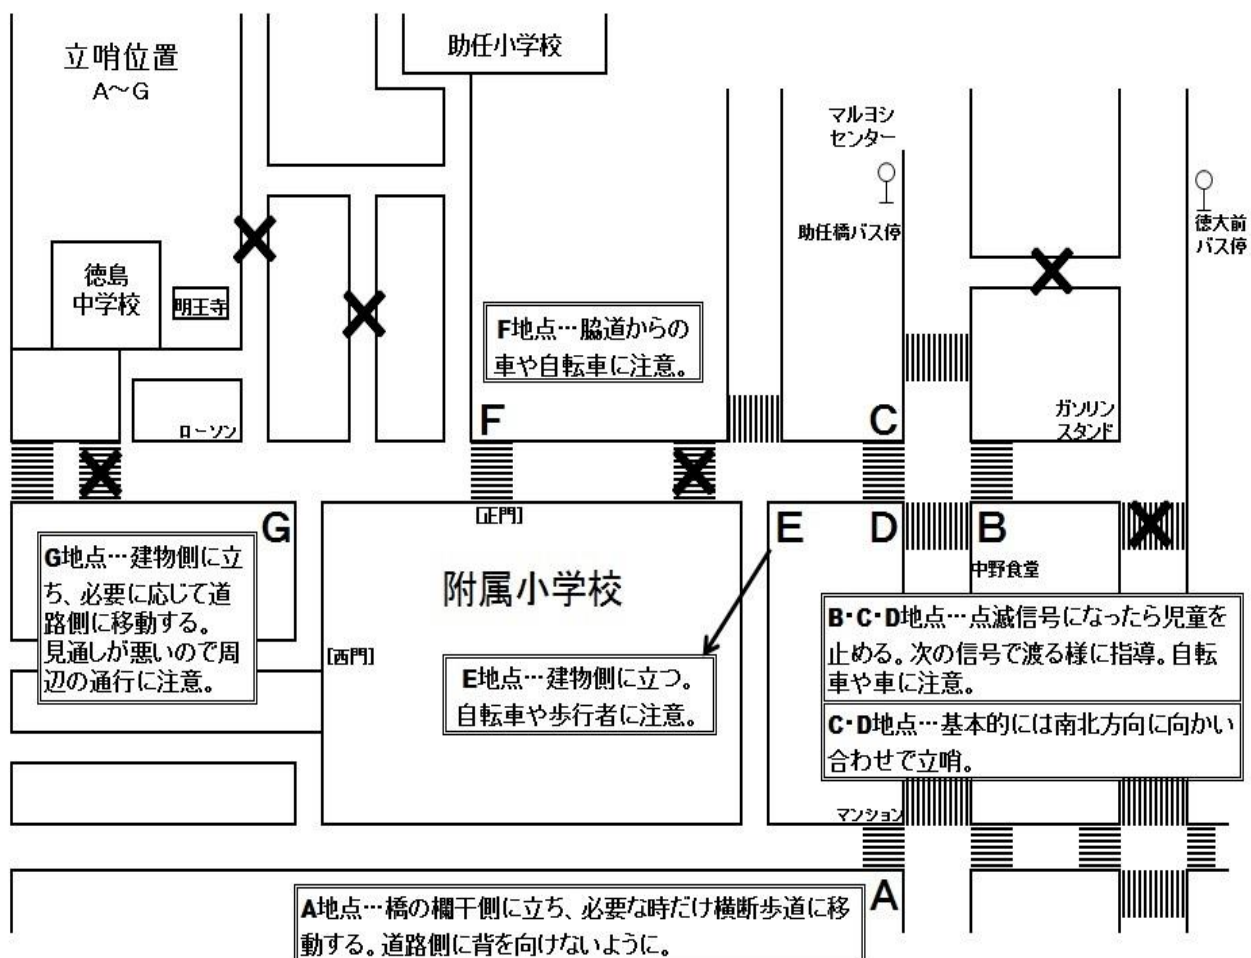 立哨位置
A～G
助任小学校
マルヨシ
センター
助任橋バス停
徳大前
バス停
徳島
中学校
明王寺
F地点…脇道からの
車や自転車に注意。
ローソン
F
C
ガソリン
スタンド
G
[正門]
E
D
B
中野食堂
G地点…建物側に立
ち、必要に応じて道
路側に移動する。
見通しが悪いので周
辺の通行に注意。
附属小学校
[西門]
E地点…建物側に立つ。
自転車や歩行者に注意。
B・C・D地点…点滅信号になったら児童を
止める。次の信号で渡る様に指導。自転
車や車に注意。
C・D地点…基本的には南北方向に向かい
合わせで立哨。
マンション
A
A地点…橋の欄干側に立ち、必要な時だけ横断歩道に移
動する。道路側に背を向けないように。